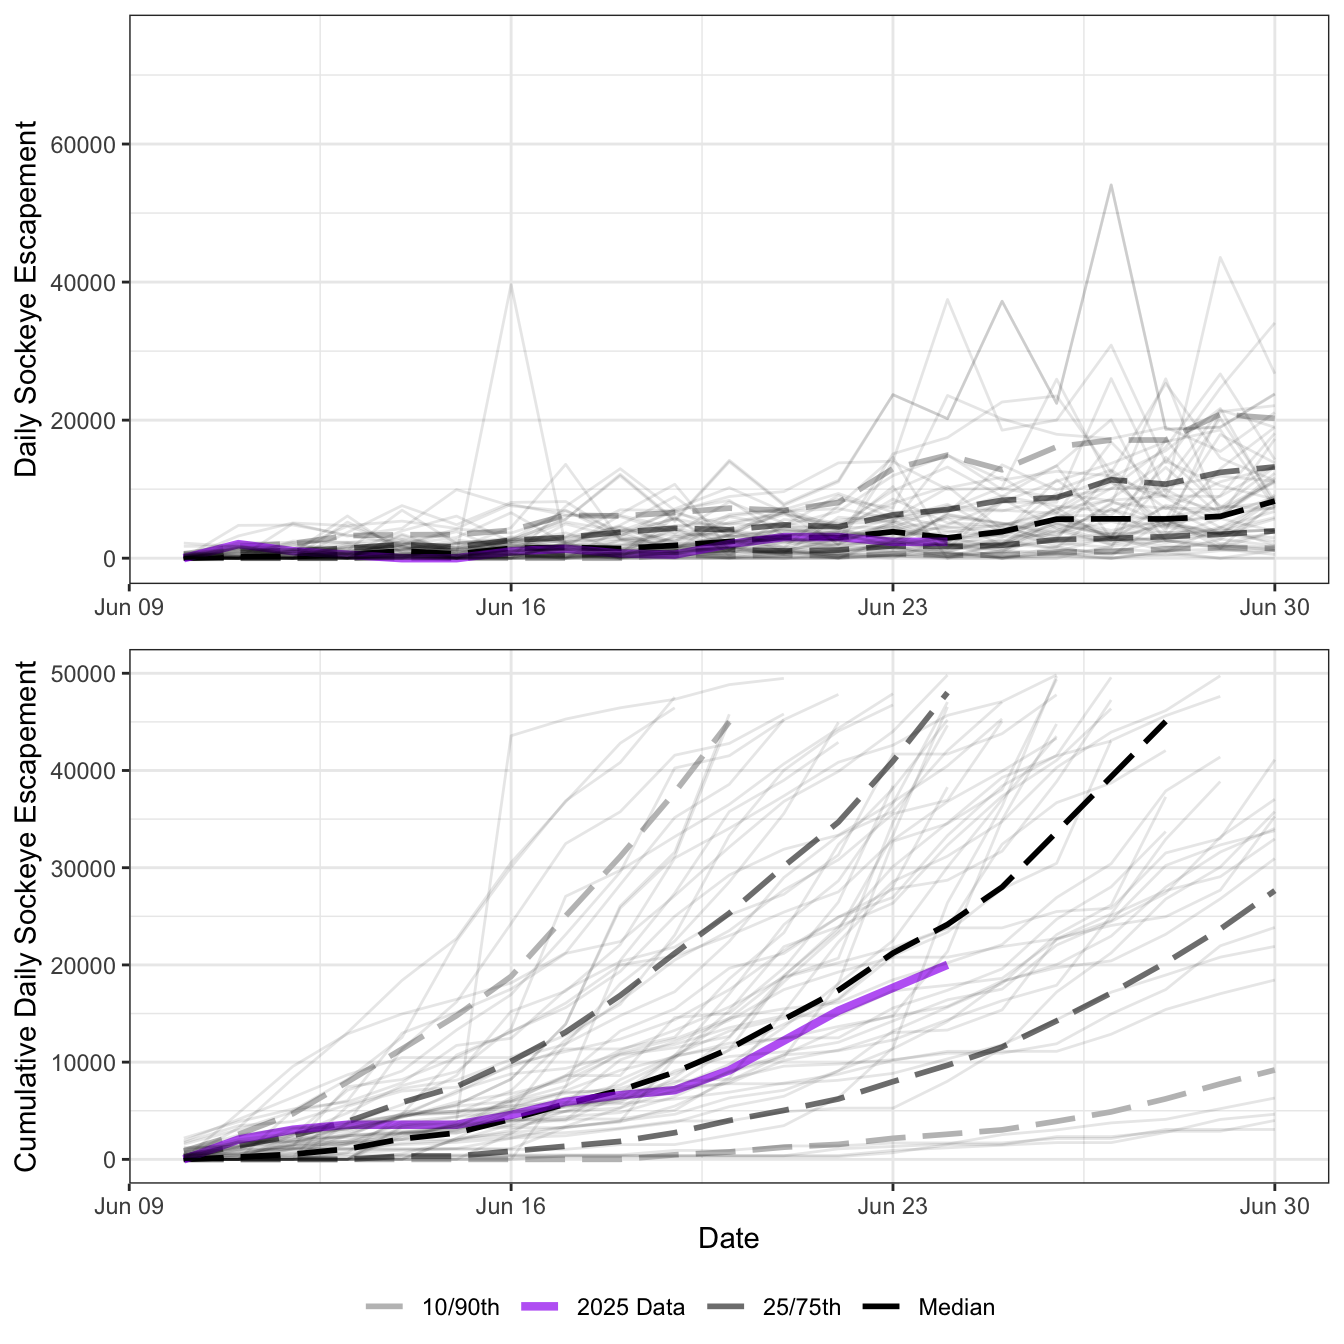 Daily Sockeye Escapement
60000
40000
20000
0
Jun 09 Jun 16 Jun 23 Jun 30
Cumulative Daily Sockeye Escapement
50000
40000
30000
20000
10000
0
Jun 09 Jun 16 Jun 23 Jun 30
Date
10/90th 2025 Data 25/75th Median